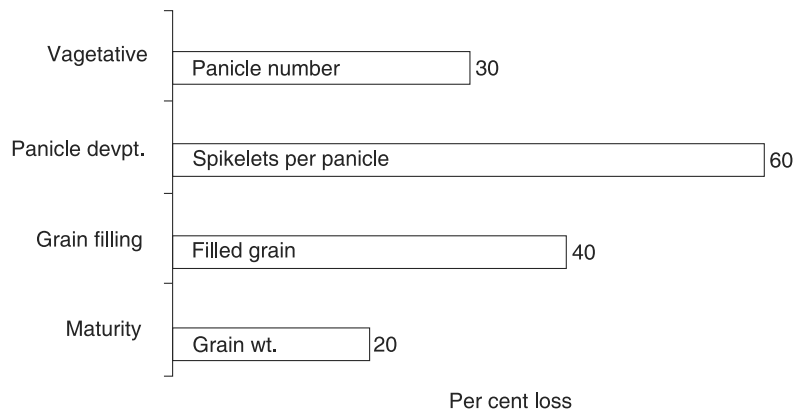 Vagetative
Panicle number 30
Panicle devpt.
Spikelets per panicle 60
Grain filling
Filled grain 40
Maturity
Grain wt. 20
Per cent loss